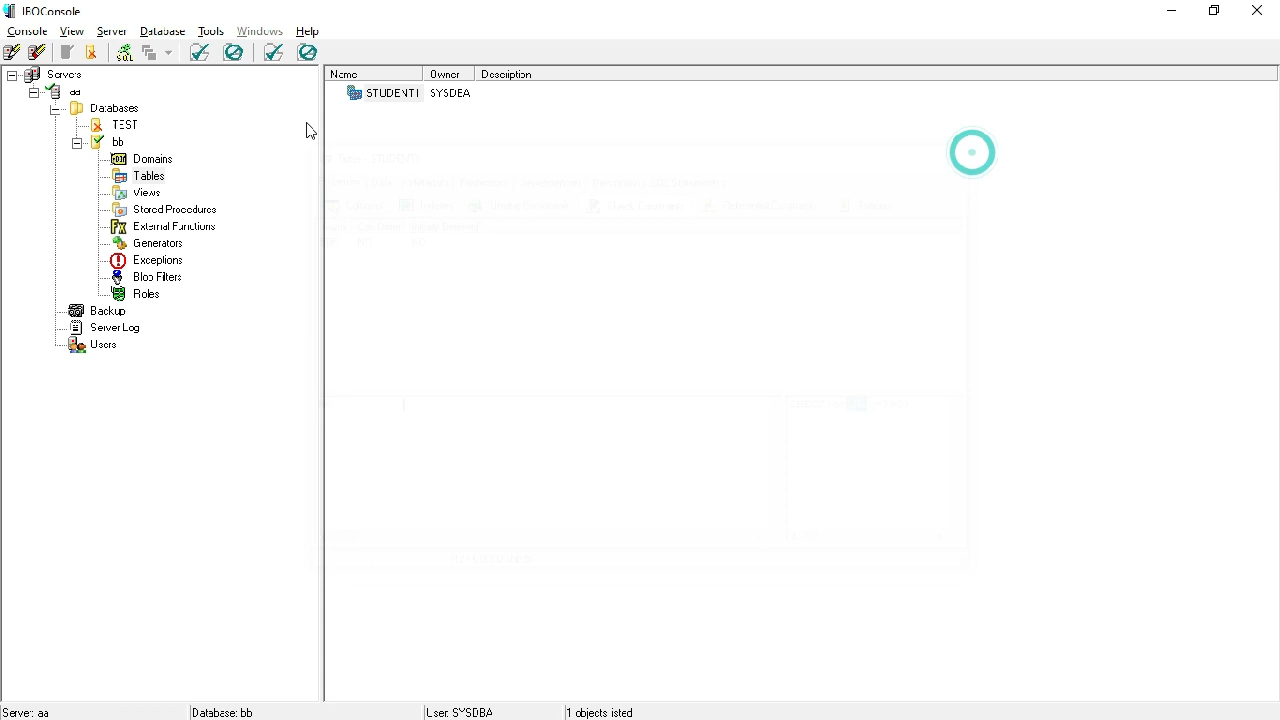 IBOConsole
Console View Server Database Tools Windows Help
SQL
Servers
Name Owner Description
aa
STUDENTI SYSDBA
Databases
TEST
bb
Domains
Tables
Views
Stored Procedures
External Functions
Generators
Exceptions
Blob Filters
Roles
Backup
Server Log
Users
Server: aa Database: bb User: SYSDBA 1 objects listed